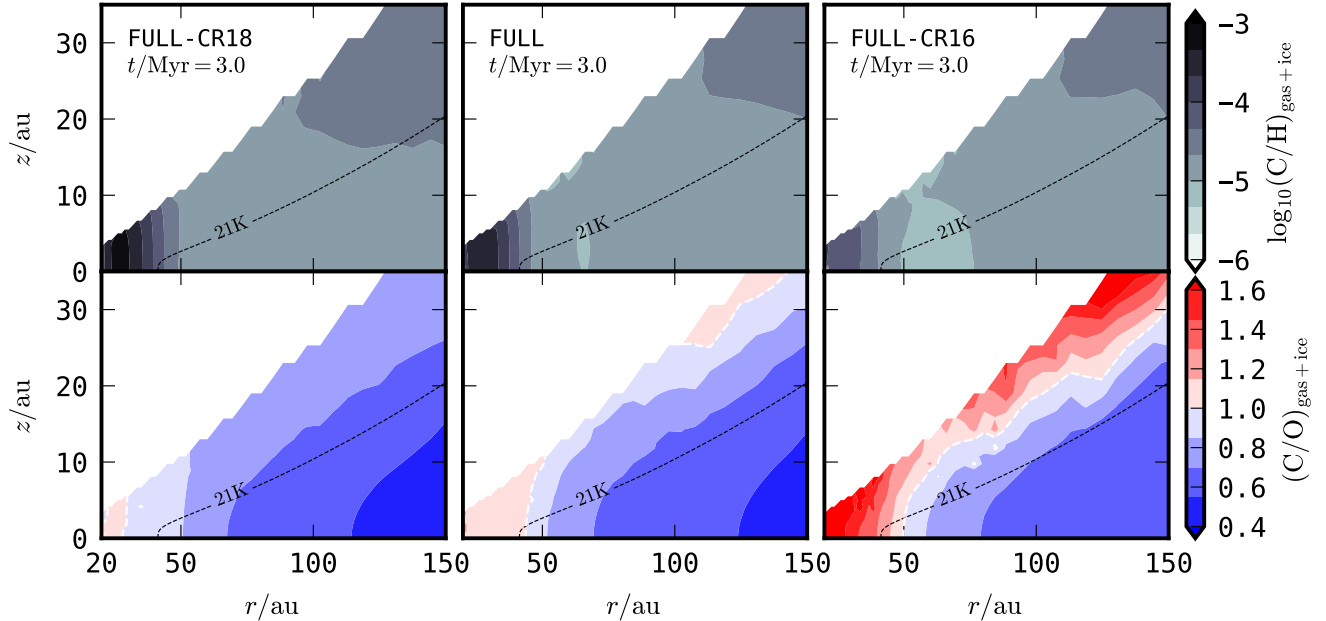 FULL-CR18
t/Myr = 3.0
FULL
t/Myr = 3.0
FULL-CR16
t/Myr = 3.0
z/au
30
20
10
0
21K
21K
21K
−3
−4
−5
−6
log₁₀(C/H)gas+ice
z/au
30
20
10
0
21K
21K
21K
1.6
1.4
1.2
1.0
0.8
0.6
0.4
(C/O)gas+ice
20 50 100 150 50 100 150 50 100 150
r/au r/au r/au